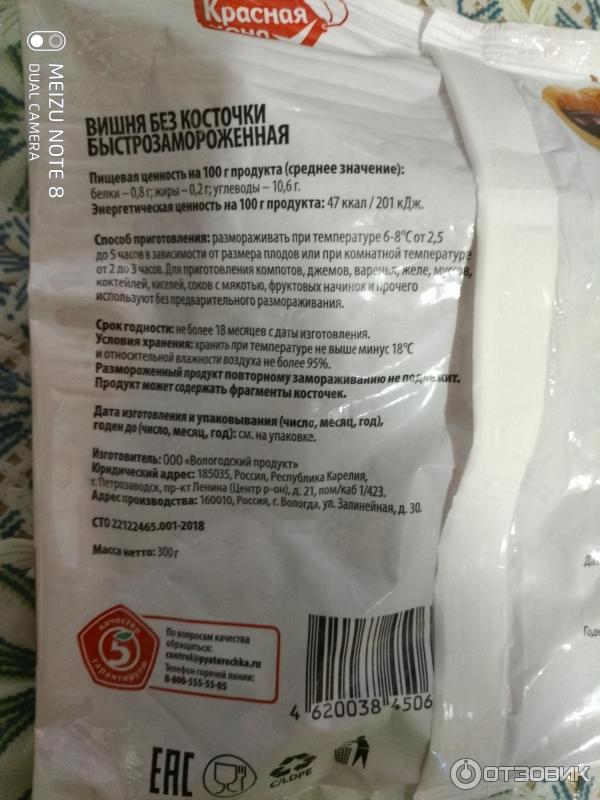 Красная
цена
MEIZU NOTE 8
DUAL CAMERA
ВИШНЯ БЕЗ КОСТОЧКИ
БЫСТРОЗАМОРОЖЕННАЯ
Пищевая ценность на 100 г продукта (среднее значение):
белки – 0,8 г; жиры – 0,2 г; углеводы – 10,6 г.
Энергетическая ценность на 100 г продукта: 47 ккал / 201 кДж.
Способ приготовления: размораживать при температуре 6-8°С от 2,5
до 5 часов в зависимости от размера плодов или при комнатной температуре
от 2 до 3 часов. Для приготовления компотов, джемов, варенья, желе, муссов,
коктейлей, киселей, соков с мякотью, фруктовых начинок и прочего
используют без предварительного размораживания.
Срок годности: не более 18 месяцев с даты изготовления.
Условия хранения: хранить при температуре не выше минус 18°С
и относительной влажности воздуха не более 95%.
Размороженный продукт повторному замораживанию не подлежит.
Продукт может содержать фрагменты косточек.
Дата изготовления и упаковывания (число, месяц, год),
годен до (число, месяц, год): см. на упаковке.
Изготовитель: ООО «Вологодский продукт»
Юридический адрес: 185035, Россия, Республика Карелия,
г. Петрозаводск, пр-кт Ленина (Центр р-он), д. 21, пом/каб 1/423.
Адрес производства: 160010, Россия, г. Вологда, ул. Залинейная, д. 30.
СТО 22122465.001-2018
Масса нетто: 300 г
качество
5
гарантируем
По вопросам качества
обращаться:
control@pyaterochka.ru
Телефон горячей линии:
8-800-555-55-05
4 620038 4506
EAC
C/LDPE
Дат
Годе
ОТЗОВИК